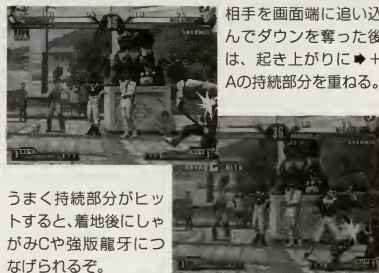 相手を画面端に追い込
んでダウンを奪った後
は、起き上がりに➡＋
Aの持続部分を重ねる。
うまく持続部分がヒッ
トすると、着地後にしゃ
がみCや強版龍牙につ
なげられるぞ。